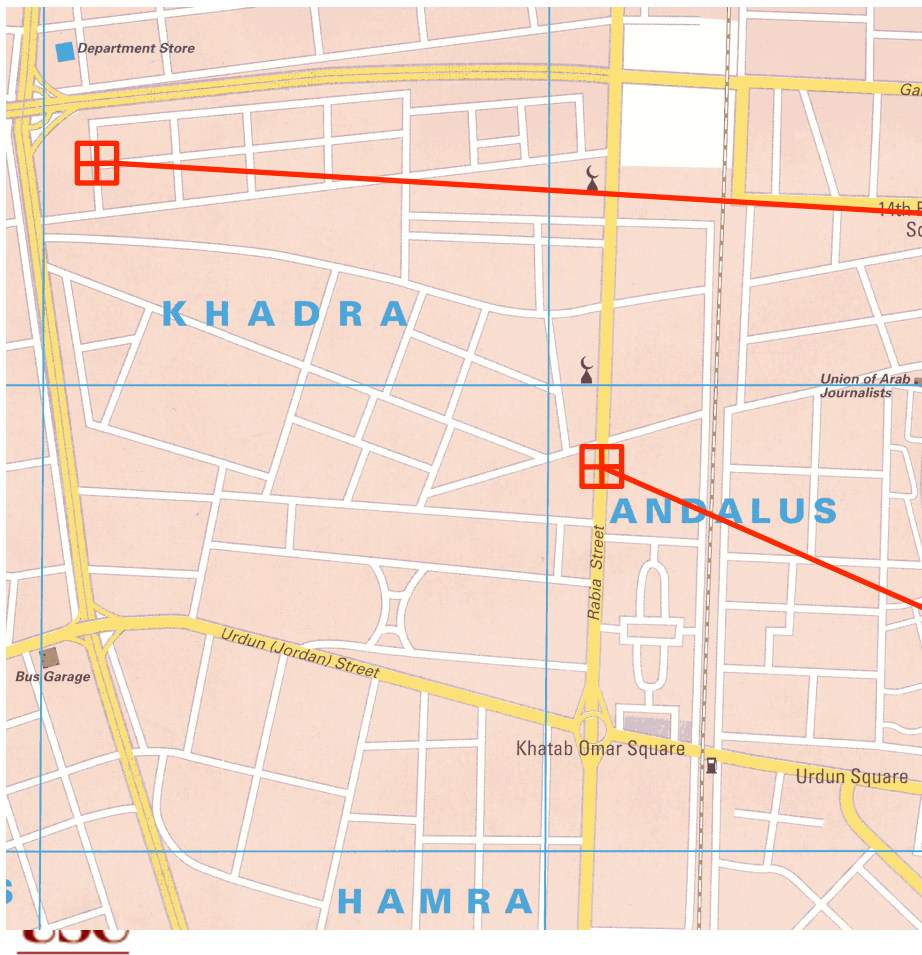 Department Store
Ga
14th
S
KHADRA
Union of Arab
Journalists
ANDALUS
Rabia Street
Urdun (Jordan) Street
Bus Garage
Khatab Omar Square
Urdun Square
S
HAMRA
USC